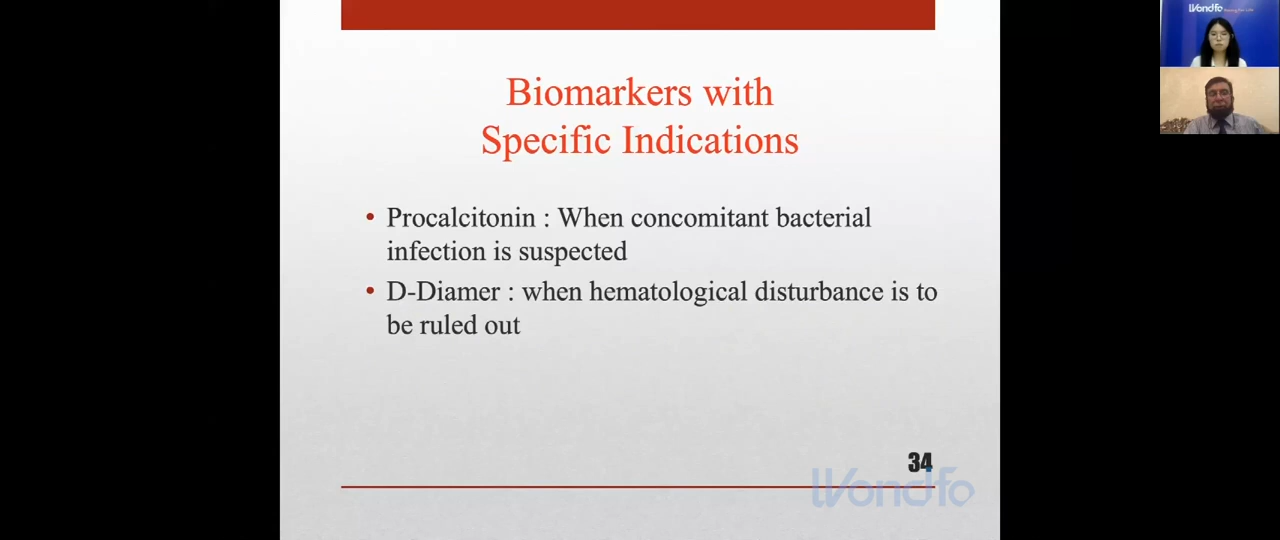 Biomarkers with
Specific Indications
• Procalcitonin : When concomitant bacterial
infection is suspected
• D-Diamer : when hematological disturbance is to
be ruled out
34
Wondfo
Wondfo